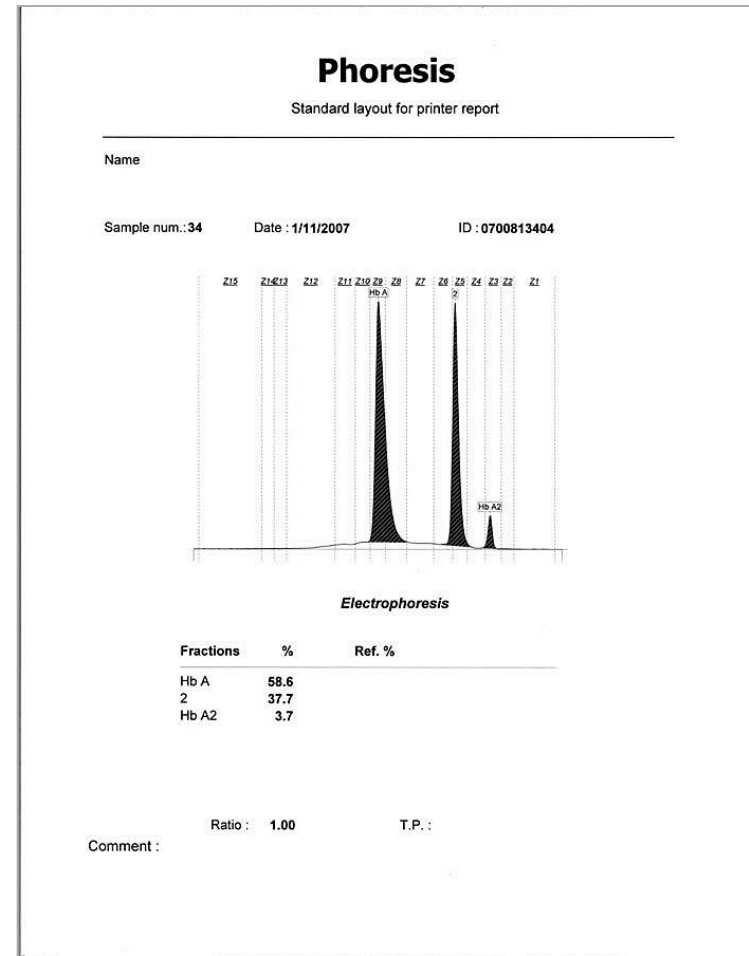 Phoresis
Standard layout for printer report
Name
Sample num.:34 Date : 1/11/2007 ID : 0700813404
Z15 Z14 Z13 Z12 Z11 Z10 Z9 Z8 Z7 Z6 Z5 Z4 Z3 Z2 Z1
Hb A 2
Hb A2
Electrophoresis
Fractions % Ref. %
Hb A 58.6
2 37.7
Hb A2 3.7
Ratio : 1.00 T.P. :
Comment :